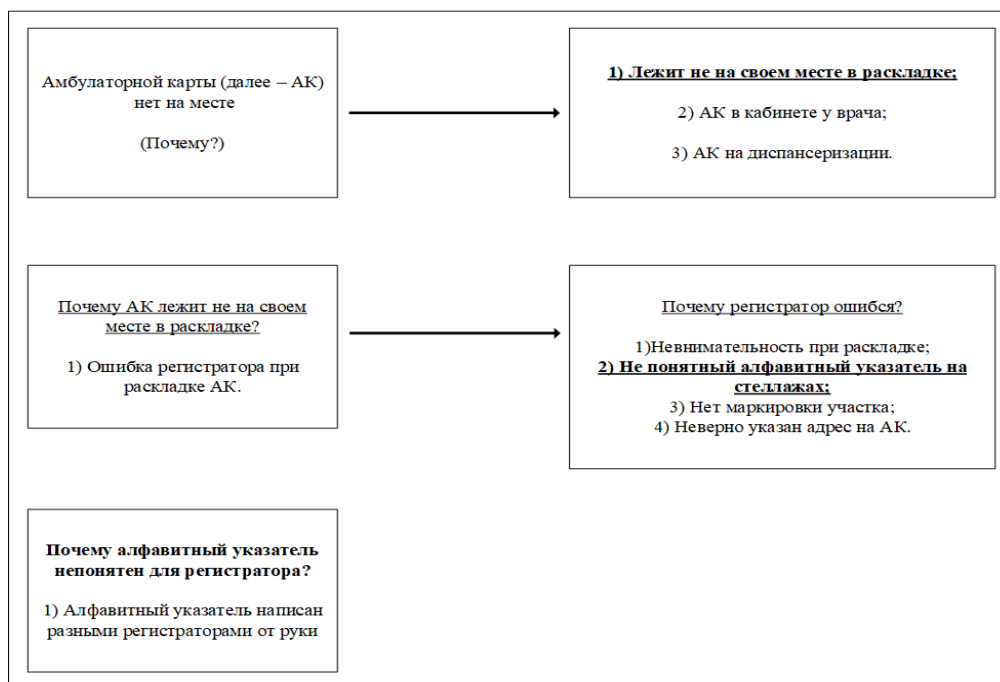 Амбулаторной карты (далее – АК)
нет на месте
(Почему?)
1) Лежит не на своем месте в раскладке;
2) АК в кабинете у врача;
3) АК на диспансеризации.
Почему АК лежит не на своем
месте в раскладке?
1) Ошибка регистратора при
раскладке АК.
Почему регистратор ошибся?
1)Невнимательность при раскладке;
2) Не понятный алфавитный указатель на
стеллажах;
3) Нет маркировки участка;
4) Неверно указан адрес на АК.
Почему алфавитный указатель
непонятен для регистратора?
1) Алфавитный указатель написан
разными регистраторами от руки